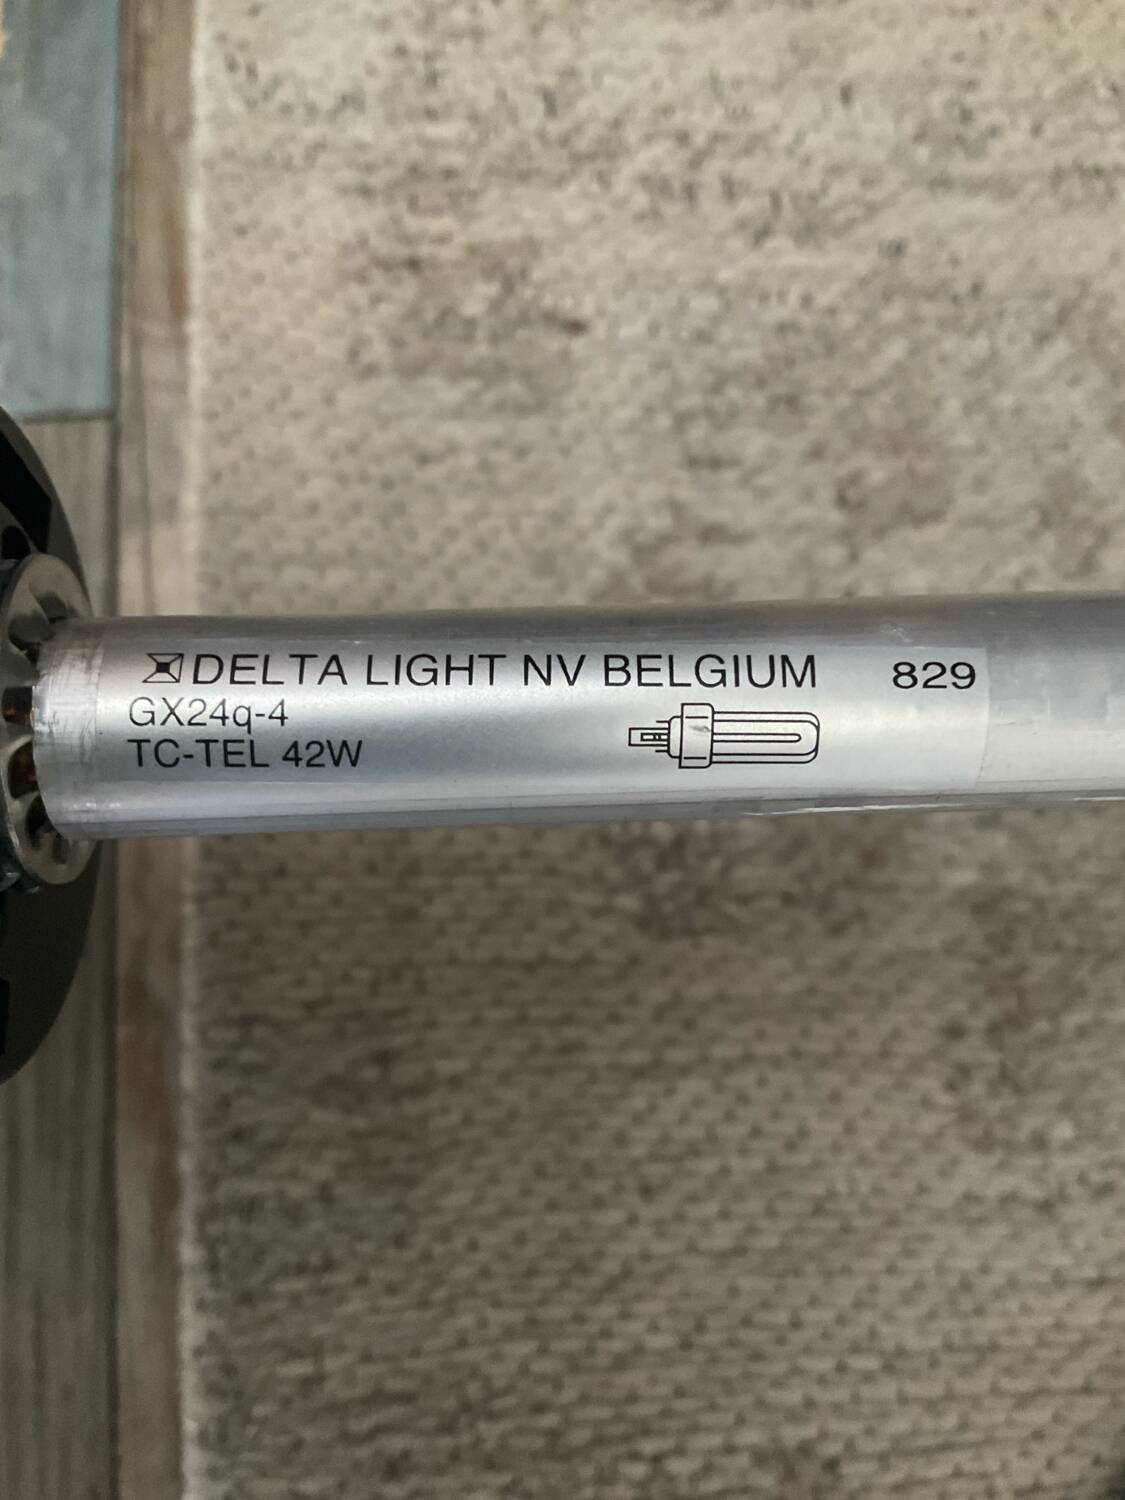 DELTA LIGHT NV BELGIUM 829
GX24q-4
TC-TEL 42W